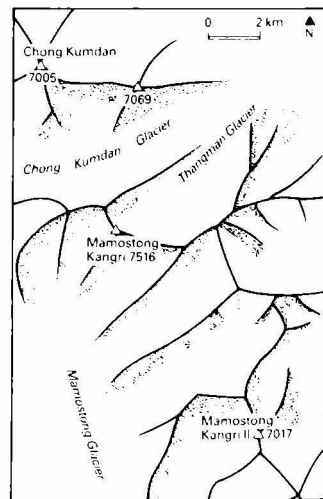 0 2 km
N
Chong Kumdan
7005
7069
Chong Kumdan Glacier
Thangman Glacier
Mamostong
Kangri 7516
Mamostong Glacier
Mamostong
Kangri II 7017